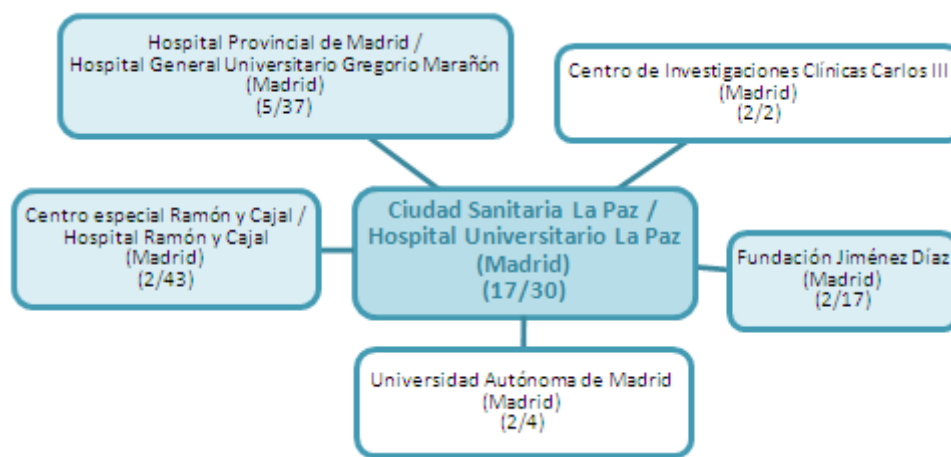 Hospital Provincial de Madrid /
Hospital General Universitario Gregorio Marañón
(Madrid)
(5/37)
Centro de Investigaciones Clínicas Carlos III
(Madrid)
(2/2)
Centro especial Ramón y Cajal /
Hospital Ramón y Cajal
(Madrid)
(2/43)
Ciudad Sanitaria La Paz /
Hospital Universitario La Paz
(Madrid)
(17/30)
Fundación Jiménez Díaz
(Madrid)
(2/17)
Universidad Autónoma de Madrid
(Madrid)
(2/4)